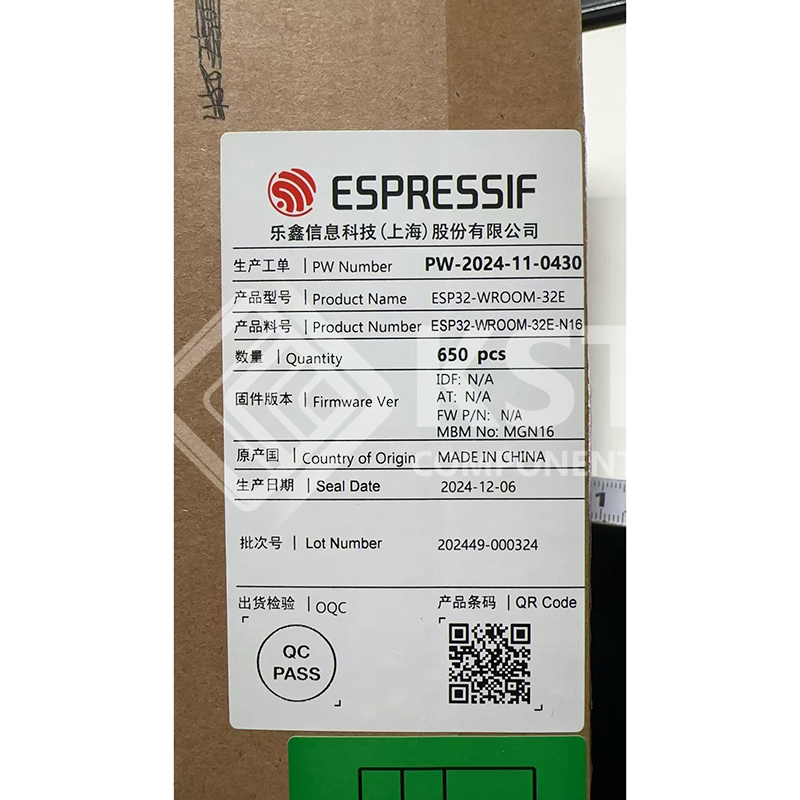 ESPRESSIF
乐鑫信息科技(上海)股份有限公司
生产工单 | PW Number PW-2024-11-0430
产品型号 | Product Name ESP32-WROOM-32E
产品料号 | Product Number ESP32-WROOM-32E-N16
数量 | Quantity 650 pcs
固件版本 | Firmware Ver IDF: N/A
AT: N/A
FW P/N: N/A
MBM No: MGN16
原产国 | Country of Origin MADE IN CHINA
生产日期 | Seal Date 2024-12-06
批次号 | Lot Number 202449-000324
出货检验 | OQC 产品条码 | QR Code
QC
PASS
KST
COMPONENT
1